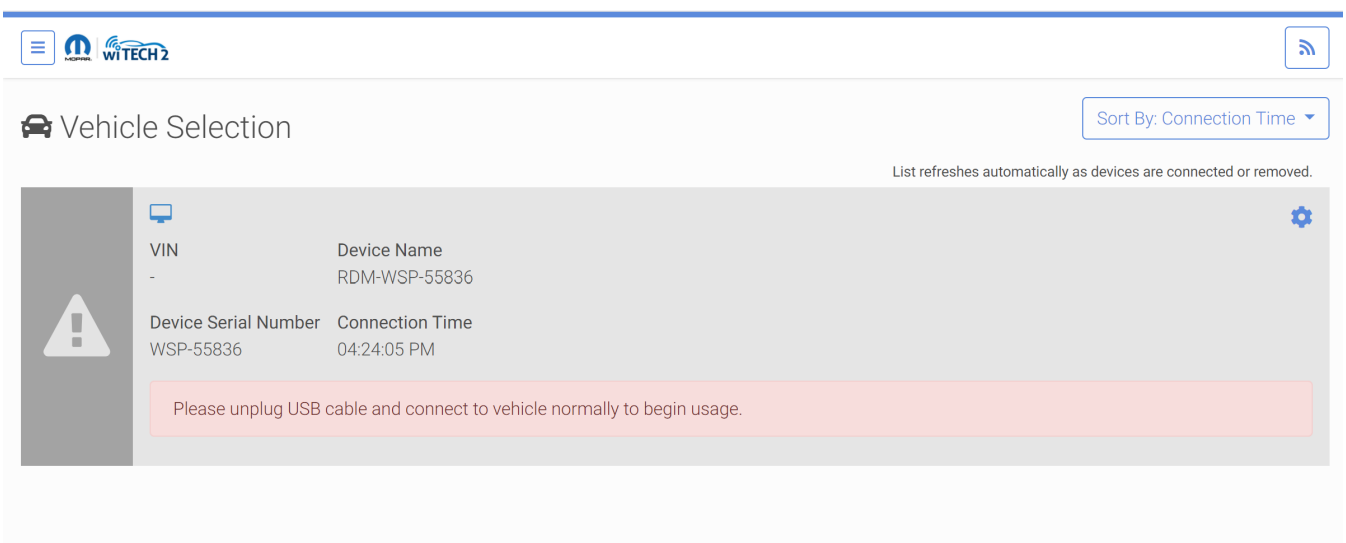 MOPAR.
wiTECH 2
Vehicle Selection
Sort By: Connection Time
List refreshes automatically as devices are connected or removed.
VIN
-
Device Name
RDM-WSP-55836
Device Serial Number
WSP-55836
Connection Time
04:24:05 PM
Please unplug USB cable and connect to vehicle normally to begin usage.